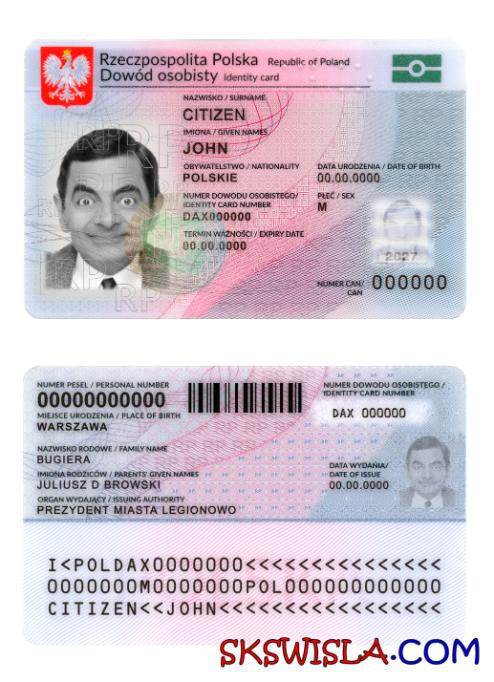 Rzeczpospolita Polska Republic of Poland
Dowód osobisty Identity card
NAZWISKO / SURNAME
CITIZEN
IMIONA / GIVEN NAMES
JOHN
OBYWATELSTWO / NATIONALITY DATA URODZENIA / DATE OF BIRTH
POLSKIE 00.00.0000
NUMER DOWODU OSOBISTEGO/ PŁEĆ / SEX
IDENTITY CARD NUMBER M
DAX000000
TERMIN WAŻNOŚCI / EXPIRY DATE
00.00.0000
2027
NUMER CAN/ 000000
CAN
NUMER PESEL / PERSONAL NUMBER NUMER DOWODU OSOBISTEGO /
00000000000 IDENTITY CARD NUMBER
DAX 000000
MIEJSCE URODZENIA / PLACE OF BIRTH
WARSZAWA
NAZWISKO RODOWE / FAMILY NAME
BUGIERA
IMIONA RODZICÓW / PARENTS' GIVEN NAMES DATA WYDANIA/
JULIUSZ D BROWSKI DATE OF ISSUE
00.00.0000
ORGAN WYDAJĄCY / ISSUING AUTHORITY
PREZYDENT MIASTA LEGIONOWO
I<POLDAX0000000<<<<<<<<<<<<<<<
0000000M0000000POL000000000000
CITIZEN<<JOHN<<<<<<<<<<<<<<<<<
SKSWISLA.COM